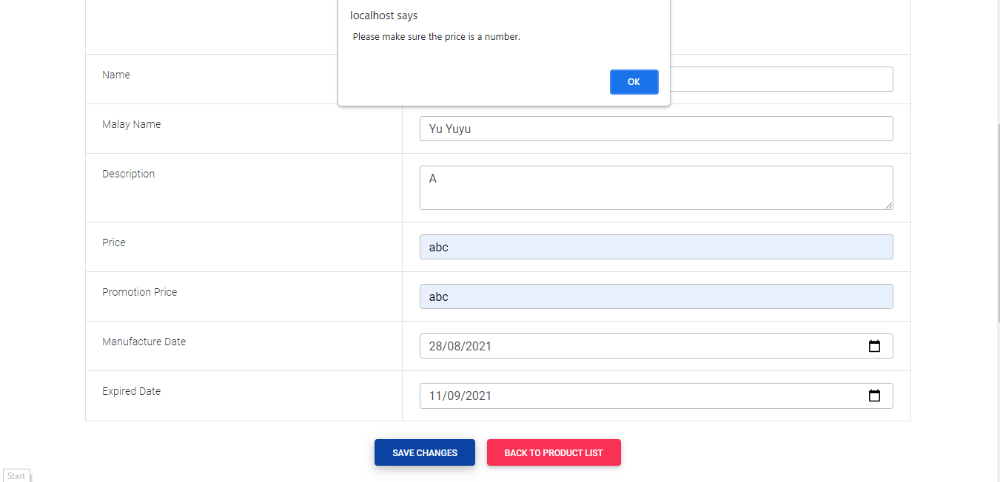 localhost says
Please make sure the price is a number.
OK
Name
Malay Name
Yu Yuyu
Description
A
Price
abc
Promotion Price
abc
Manufacture Date
28/08/2021
Expired Date
11/09/2021
SAVE CHANGES
BACK TO PRODUCT LIST
Start